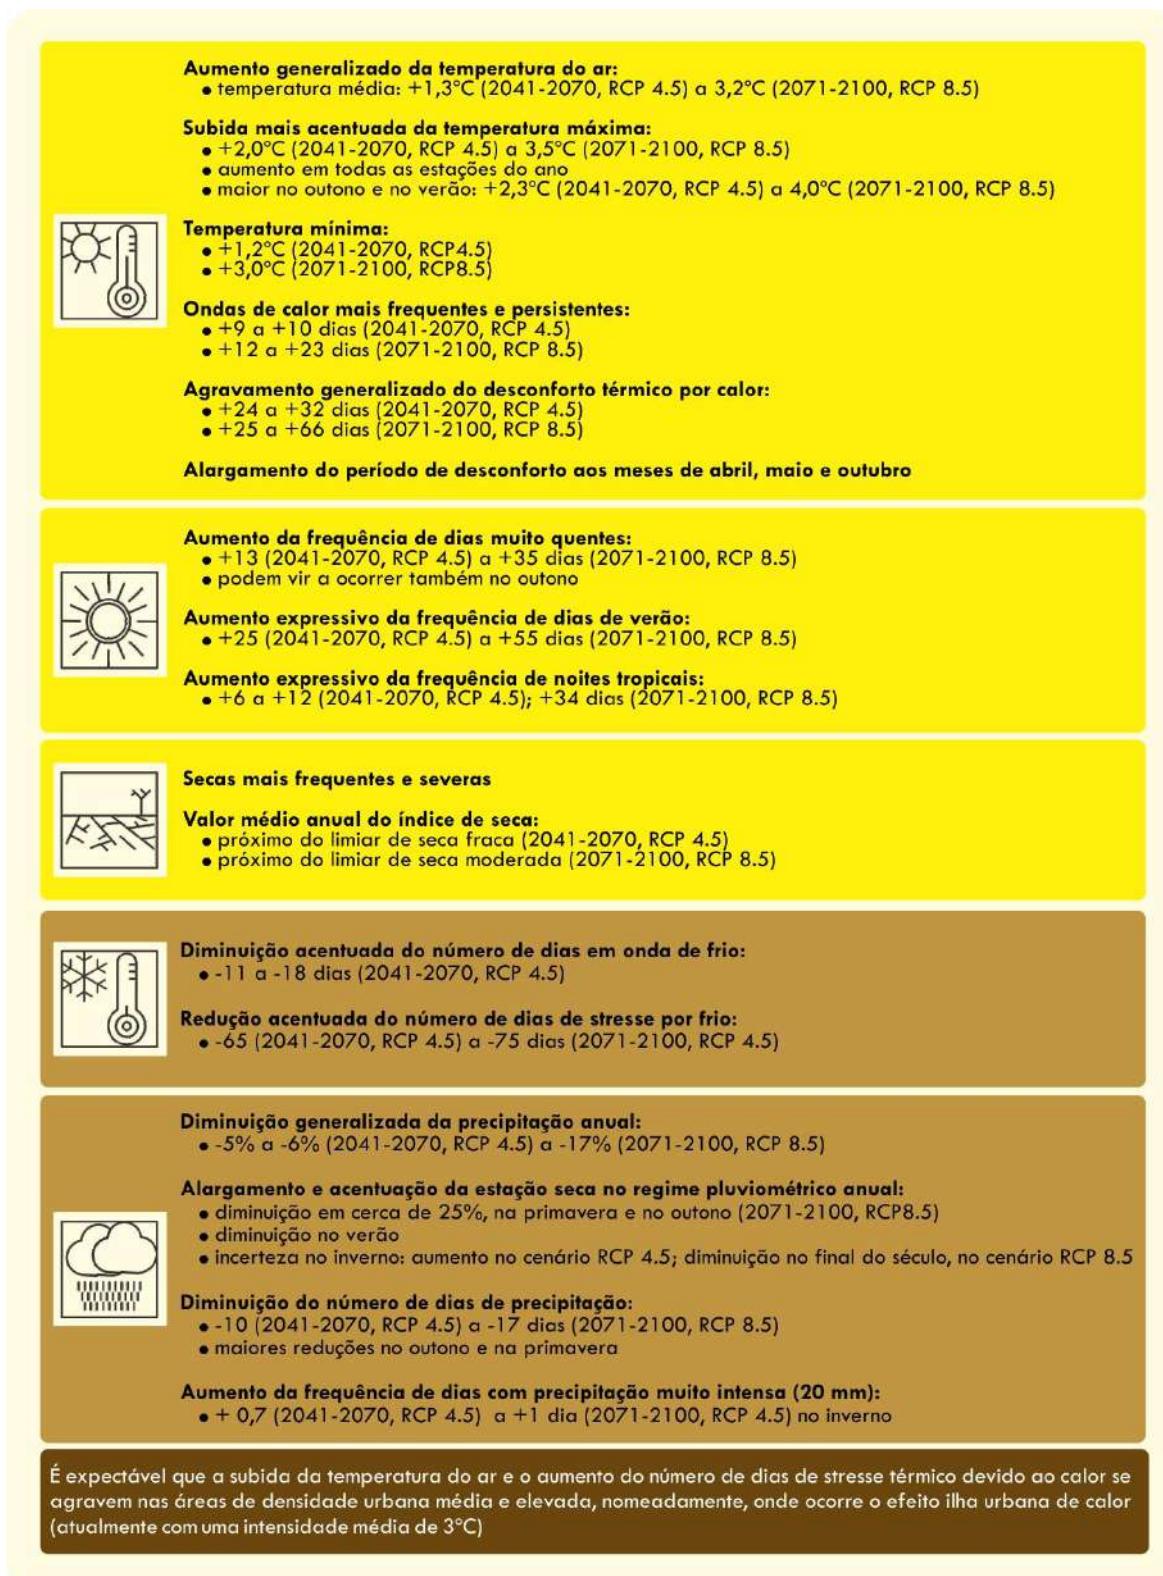 Aumento generalizado da temperatura do ar:
• temperatura média: +1,3ºC (2041-2070, RCP 4.5) a 3,2ºC (2071-2100, RCP 8.5)
Subida mais acentuada da temperatura máxima:
• +2,0ºC (2041-2070, RCP 4.5) a 3,5ºC (2071-2100, RCP 8.5)
• aumento em todas as estações do ano
• maior no outono e no verão: +2,3ºC (2041-2070, RCP 4.5) a 4,0ºC (2071-2100, RCP 8.5)
Temperatura mínima:
• +1,2ºC (2041-2070, RCP4.5)
• +3,0ºC (2071-2100, RCP8.5)
Ondas de calor mais frequentes e persistentes:
• +9 a +10 dias (2041-2070, RCP 4.5)
• +12 a +23 dias (2071-2100, RCP 8.5)
Agravamento generalizado do desconforto térmico por calor:
• +24 a +32 dias (2041-2070, RCP 4.5)
• +25 a +66 dias (2071-2100, RCP 8.5)
Alargamento do período de desconforto aos meses de abril, maio e outubro
Aumento da frequência de dias muito quentes:
• +13 (2041-2070, RCP 4.5) a +35 dias (2071-2100, RCP 8.5)
• podem vir a ocorrer também no outono
Aumento expressivo da frequência de dias de verão:
• +25 (2041-2070, RCP 4.5) a +55 dias (2071-2100, RCP 8.5)
Aumento expressivo da frequência de noites tropicais:
• +6 a +12 (2041-2070, RCP 4.5); +34 dias (2071-2100, RCP 8.5)
Secas mais frequentes e severas
Valor médio anual do índice de seca:
• próximo do limiar de seca fraca (2041-2070, RCP 4.5)
• próximo do limiar de seca moderada (2071-2100, RCP 8.5)
Diminuição acentuada do número de dias em onda de frio:
• -11 a -18 dias (2041-2070, RCP 4.5)
Redução acentuada do número de dias de stresse por frio:
• -65 (2041-2070, RCP 4.5) a -75 dias (2071-2100, RCP 4.5)
Diminuição generalizada da precipitação anual:
• -5% a -6% (2041-2070, RCP 4.5) a -17% (2071-2100, RCP 8.5)
Alargamento e acentuação da estação seca no regime pluviométrico anual:
• diminuição em cerca de 25%, na primavera e no outono (2071-2100, RCP8.5)
• diminuição no verão
• incerteza no inverno: aumento no cenário RCP 4.5; diminuição no final do século, no cenário RCP 8.5
Diminuição do número de dias de precipitação:
• -10 (2041-2070, RCP 4.5) a -17 dias (2071-2100, RCP 8.5)
• maiores reduções no outono e na primavera
Aumento da frequência de dias com precipitação muito intensa (20 mm):
• + 0,7 (2041-2070, RCP 4.5) a +1 dia (2071-2100, RCP 4.5) no inverno
É expectável que a subida da temperatura do ar e o aumento do número de dias de stresse térmico devido ao calor se
agravem nas áreas de densidade urbana média e elevada, nomeadamente, onde ocorre o efeito ilha urbana de calor
(atualmente com uma intensidade média de 3ºC)